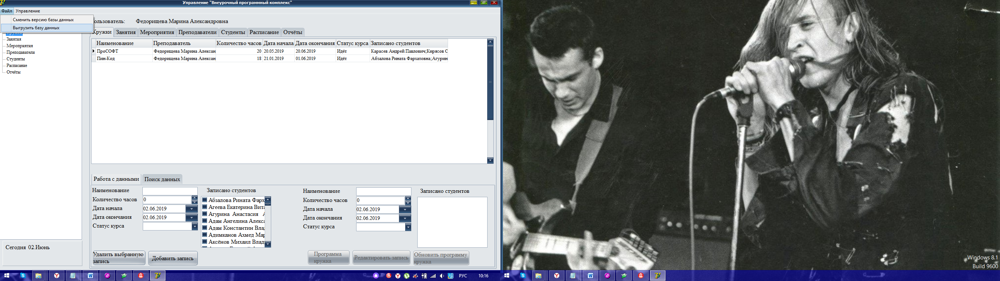 Управление "Внеурочный программный комплекс"
Файл Управление
Сменить версию базы данных
Выгрузить базу данных
Федорищева Марина Александровна
Кружки Занятия Мероприятия Преподаватели Студенты Расписание Отчёты
Занятия
Мероприятия
Преподаватели
Студенты
Расписание
Отчёты
Наименование Преподаватель Количество часов Дата начала Дата окончания Статус курса Записано студентов
ПроСОФТ Федорищева Марина Алексан 20 20.05.2019 20.06.2019 Идёт Карасев Андрей Павлович;Кирясов С
Пин-Код Федорищева Марина Алексан 18 21.01.2019 01.06.2019 Идёт Абзалова Рината Фархатовна;Агурин
Работа с данными Поиск данных
Наименование
Количество часов 0
Дата начала 02.06.2019
Дата окончания 02.06.2019
Статус курса
Записано студентов
Абзалова Рината Фарх
Агеева Екатерина Вита
Агурина Анастасия А
Адам Ангелина Алекса
Адам Константин Влад
Адимканов Ахмед Мар
Аксёнов Михаил Влад
Наименование
Количество часов 0
Дата начала 02.06.2019
Дата окончания 02.06.2019
Статус курса
Записано студентов
Удалить выбранную
запись
Добавить запись
Программа
кружка
Редактировать запись
Обновить программу
кружка
Сегодня 02.Июнь
РУС 10:16
Windows 8.1
Build 9600